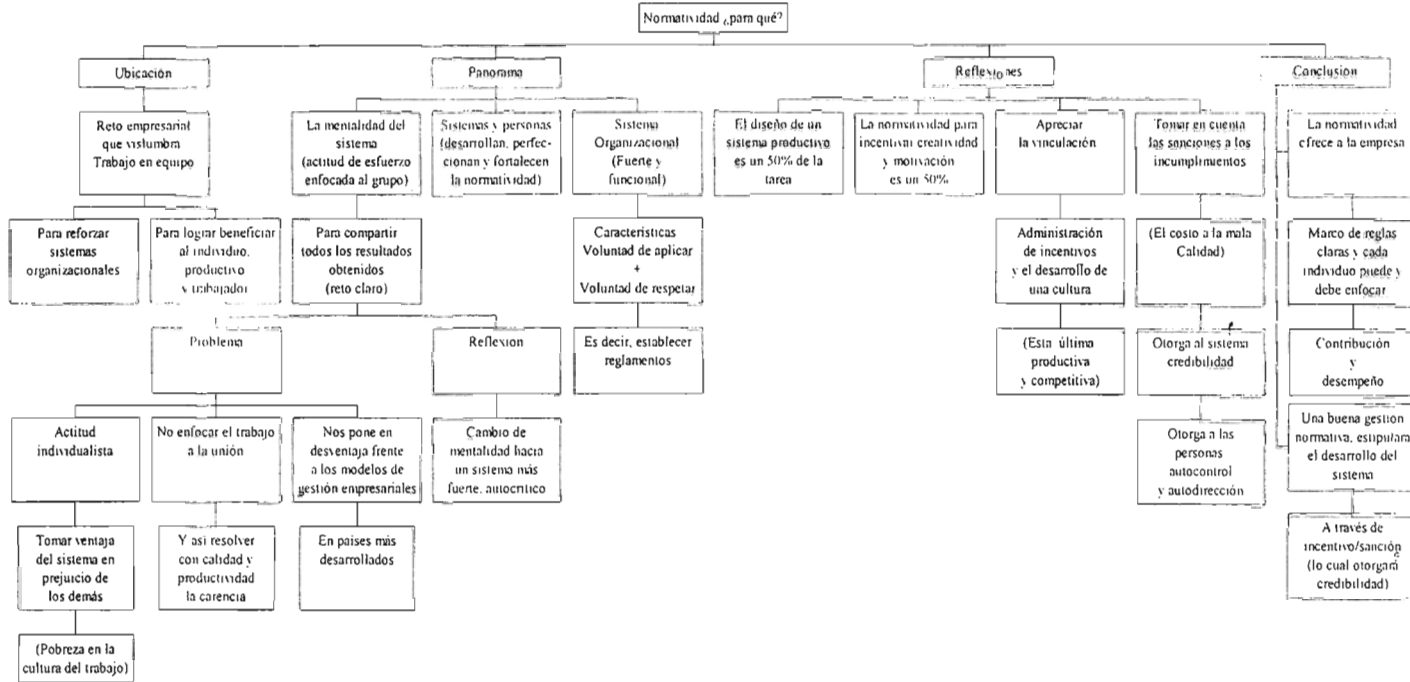 Normatividad ¿para qué?
Ubicación
Panorama
Reflexiones
Conclusion
Reto empresarial
que vislumbra
Trabajo en equipo
La mentalidad del
sistema
(actitud de esfuerzo
enfocada al grupo)
Sistemas y personas
(desarrollan, perfec-
cionan y fortalecen
la normatividad)
Sistema
Organizacional
(Fuerte y
funcional)
El diseño de un
sistema productivo
es un 50% de la
tarea
La normatividad para
incentivar creatividad
y motivación
es un 50%
Apreciar
la vinculación
Tomar en cuenta
las sanciones a los
incumplimientos
La normatividad
ofrece a la empresa
Para reforzar
sistemas
organizacionales
Para lograr beneficiar
al individuo,
productivo
y trabajador
Para compartir
todos los resultados
obtenidos
(reto claro)
Características
Voluntad de aplicar
+
Voluntad de respetar
Administración
de incentivos
y el desarrollo de
una cultura
(El costo a la mala
Calidad)
Marco de reglas
claras y cada
individuo puede y
debe enfocar
Problema
Reflexion
Es decir, establecer
reglamentos
(Esta última
productiva
y competitiva)
Otorga al sistema
credibilidad
Contribución
y
desempeño
Actitud
individualista
No enfocar el trabajo
a la unión
Nos pone en
desventaja frente
a los modelos de
gestión empresariales
Cambio de
mentalidad hacia
un sistema más
fuerte, autocritico
Otorga a las
personas
autocontrol
y autodirección
Una buena gestion
normativa, estipulara
el desarrollo del
sistema
Tomar ventaja
del sistema en
prejuicio de
los demás
Y asi resolver
con calidad y
productividad
la carencia
En paises más
desarrollados
A través de
incentivo/sanción
(lo cual otorgará
credibilidad)
(Pobreza en la
cultura del trabajo)